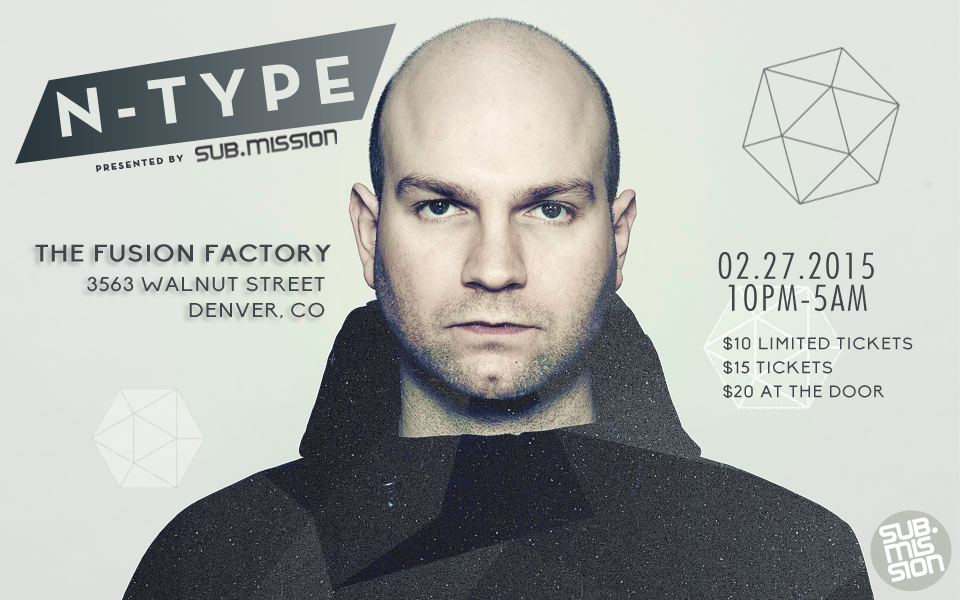 N-TYPE
PRESENTED BY SUB.MISSION
THE FUSION FACTORY
3563 WALNUT STREET
DENVER, CO
02.27.2015
10PM-5AM
$10 LIMITED TICKETS
$15 TICKETS
$20 AT THE DOOR
SUB.
MIS
SION